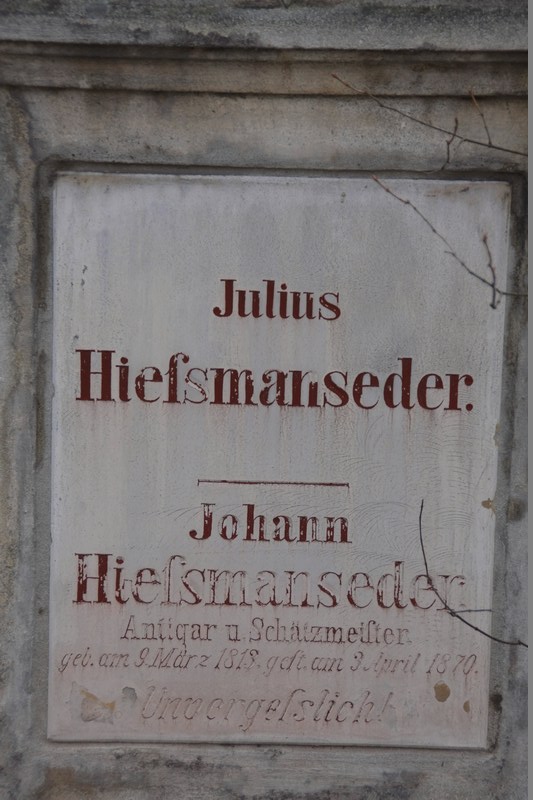 Julius
Hieſsmanseder.
Johann
Hieſsmanseder.
Antiqar u. Schätzmeiſter
geb. am 9. März 1818. geſt. am 3 April 1870.
Unvergeſslich!